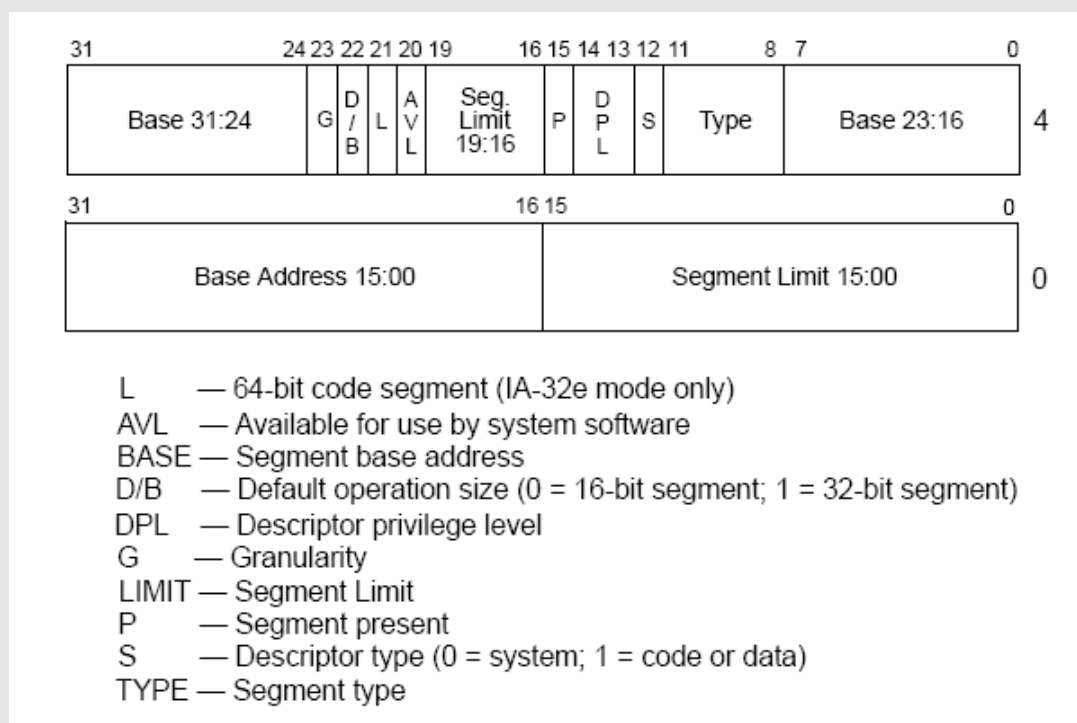 31 24 23 22 21 20 19 16 15 14 13 12 11 8 7 0
Base 31:24 G D/B L AVL Seg. Limit 19:16 P DPL S Type Base 23:16 4
31 16 15 0
Base Address 15:00 Segment Limit 15:00 0
L — 64-bit code segment (IA-32e mode only)
AVL — Available for use by system software
BASE — Segment base address
D/B — Default operation size (0 = 16-bit segment; 1 = 32-bit segment)
DPL — Descriptor privilege level
G — Granularity
LIMIT — Segment Limit
P — Segment present
S — Descriptor type (0 = system; 1 = code or data)
TYPE — Segment type